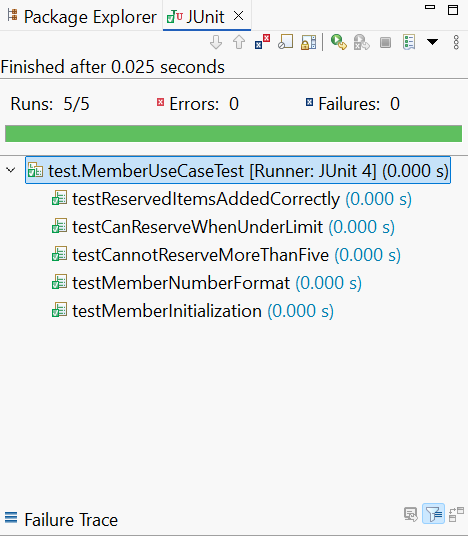 Package Explorer JUnit
Finished after 0.025 seconds
Runs: 5/5 Errors: 0 Failures: 0
test.MemberUseCaseTest [Runner: JUnit 4] (0.000 s)
testReservedItemsAddedCorrectly (0.000 s)
testCanReserveWhenUnderLimit (0.000 s)
testCannotReserveMoreThanFive (0.000 s)
testMemberNumberFormat (0.000 s)
testMemberInitialization (0.000 s)
Failure Trace